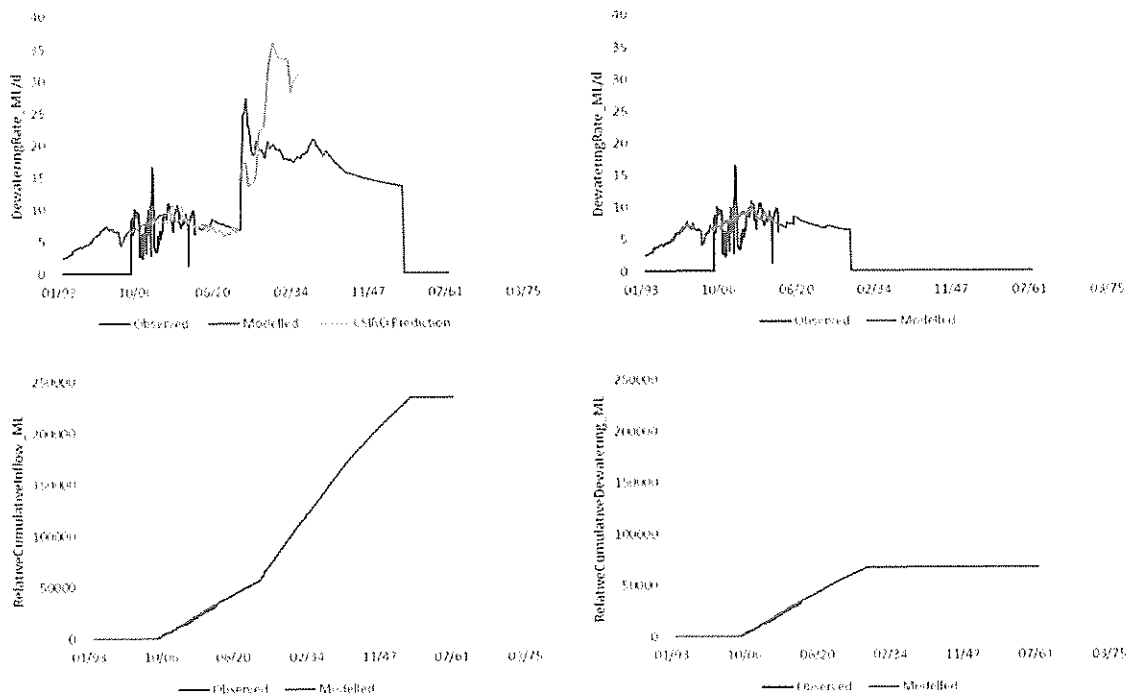 40
35
30
25
20
15
10
5
0
DewateringRate_ML/d
01/93 10/06 06/20 02/34 11/47 07/61 03/75
Observed Modelled CSIRO Prediction
40
35
30
25
20
15
10
5
0
DewateringRate_ML/d
01/93 10/06 06/20 02/34 11/47 07/61 03/75
Observed Modelled
250000
200000
150000
100000
50000
0
RelativeCumulativeInflow_ML
01/93 10/06 06/20 02/34 11/47 07/61 03/75
Observed Modelled
250000
200000
150000
100000
50000
0
RelativeCumulativeDewatering_ML
01/93 10/06 06/20 02/34 11/47 07/61 03/75
Observed Modelled